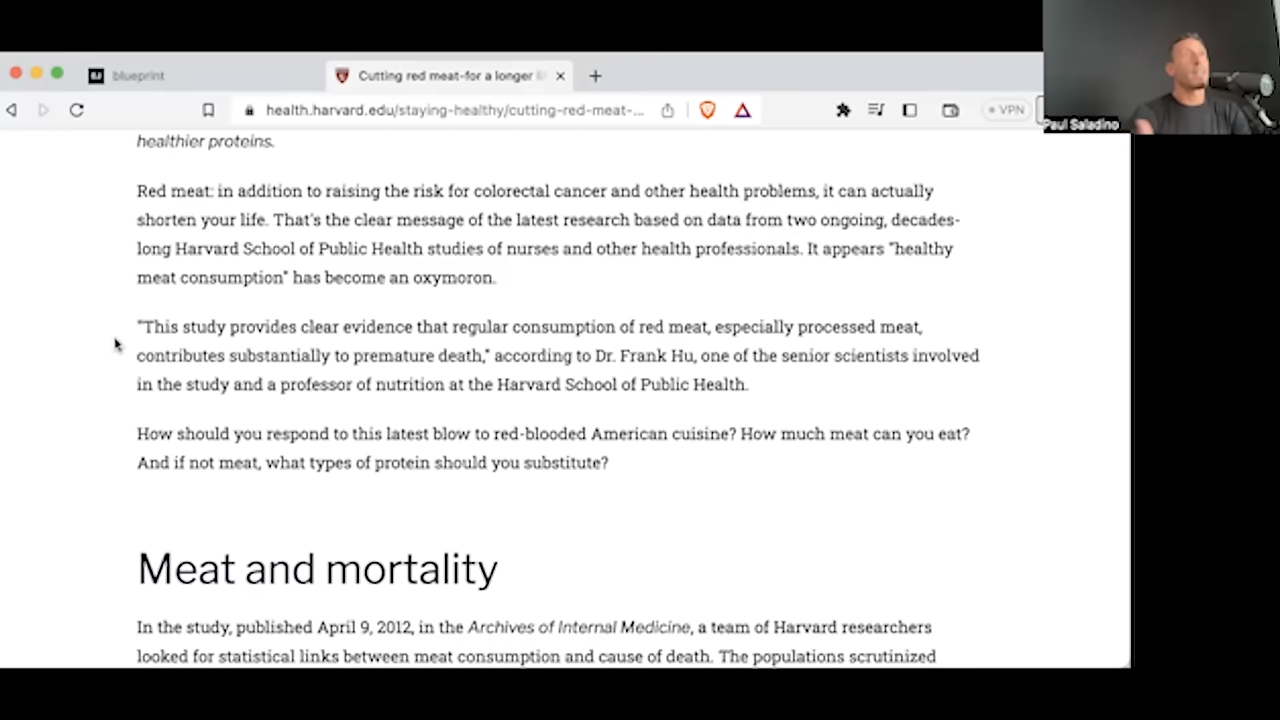 blueprint
Cutting red meat-for a longer
health.harvard.edu/staying-healthy/cutting-red-meat-...
VPN
Paul Saladino
healthier proteins.
Red meat: in addition to raising the risk for colorectal cancer and other health problems, it can actually
shorten your life. That's the clear message of the latest research based on data from two ongoing, decades-
long Harvard School of Public Health studies of nurses and other health professionals. It appears "healthy
meat consumption" has become an oxymoron.
"This study provides clear evidence that regular consumption of red meat, especially processed meat,
contributes substantially to premature death," according to Dr. Frank Hu, one of the senior scientists involved
in the study and a professor of nutrition at the Harvard School of Public Health.
How should you respond to this latest blow to red-blooded American cuisine? How much meat can you eat?
And if not meat, what types of protein should you substitute?
Meat and mortality
In the study, published April 9, 2012, in the Archives of Internal Medicine, a team of Harvard researchers
looked for statistical links between meat consumption and cause of death. The populations scrutinized